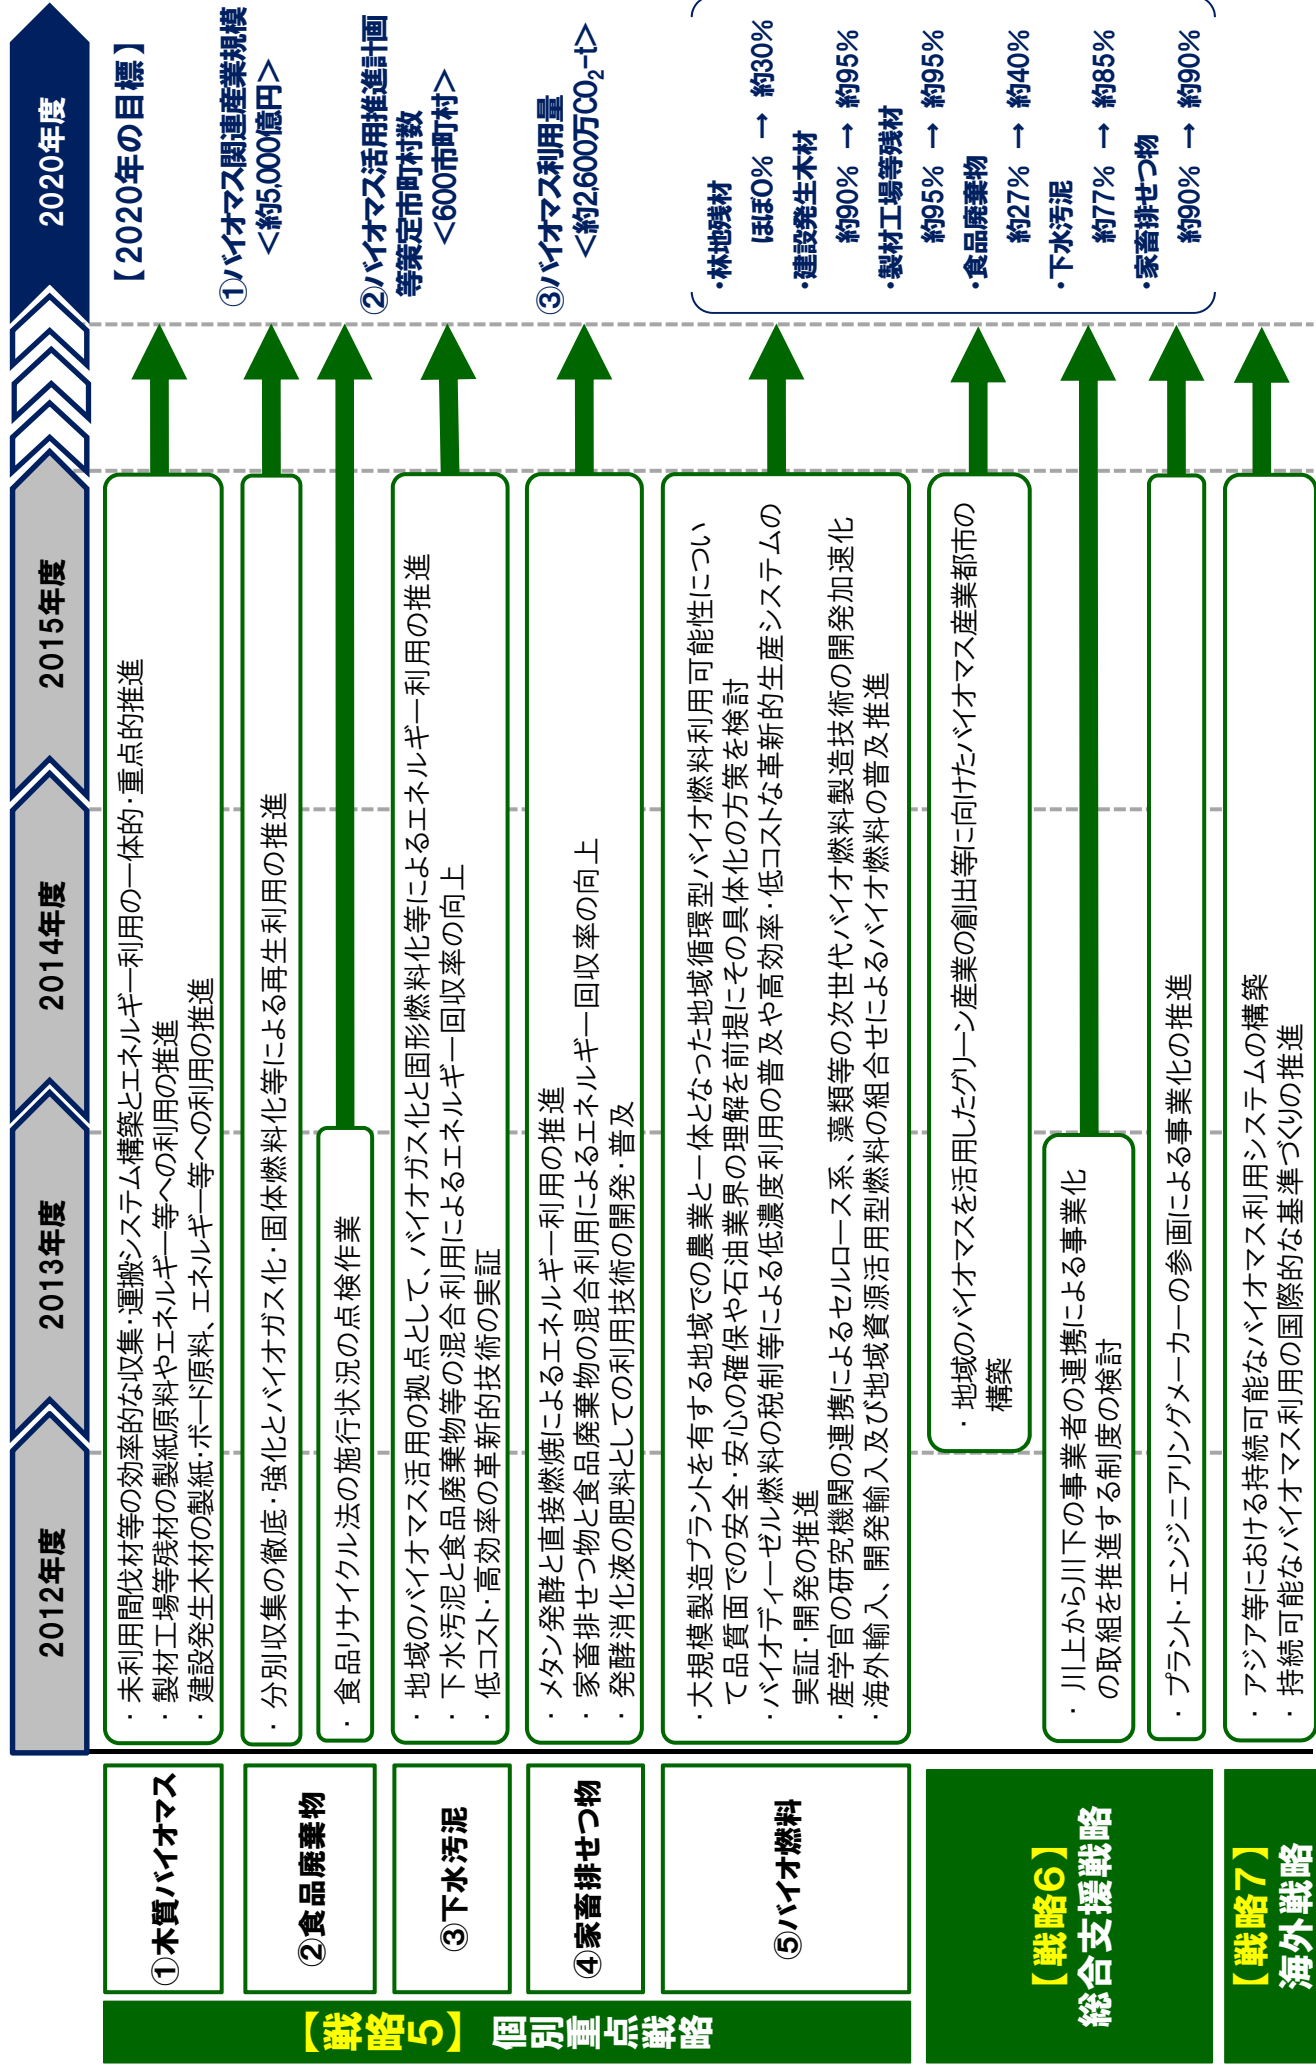 2012年度
2013年度
2014年度
2015年度
2020年度
【戦略5】 個別重点戦略
①木質バイオマス
・ 未利用間伐材等の効率的な収集・運搬システム構築とエネルギー利用の一体的・重点的推進
・ 製材工場等残材の製紙原料やエネルギー等への利用の推進
・ 建設発生木材の製紙・ボード原料、エネルギー等への利用の推進
②食品廃棄物
・ 分別収集の徹底・強化とバイオガス化・固体燃料化等による再生利用の推進
・ 食品リサイクル法の施行状況の点検作業
③下水汚泥
・ 地域のバイオマス活用の拠点として、バイオガス化と固形燃料化等によるエネルギー利用の推進
・ 下水汚泥と食品廃棄物等の混合利用によるエネルギー回収率の向上
・ 低コスト・高効率の革新的技術の実証
④家畜排せつ物
・ メタン発酵と直接燃焼によるエネルギー利用の推進
・ 家畜排せつ物と食品廃棄物の混合利用によるエネルギー回収率の向上
・ 発酵消化液の肥料としての利用技術の開発・普及
⑤バイオ燃料
・大規模製造プラントを有する地域での農業と一体となった地域循環型バイオ燃料利用可能性につい
て品質面での安全・安心の確保や石油業界の理解を前提にその具体化の方策を検討
・バイオディーゼル燃料の税制等による低濃度利用の普及や高効率・低コストな革新的生産システムの
実証・開発の推進
・産学官の研究機関の連携によるセルロース系、藻類等の次世代バイオ燃料製造技術の開発加速化
・海外輸入、開発輸入及び地域資源活用型燃料の組合せによるバイオ燃料の普及推進
【戦略6】
総合支援戦略
・ 地域のバイオマスを活用したグリーン産業の創出等に向けたバイオマス産業都市の
構築
・ 川上から川下の事業者の連携による事業化
の取組を推進する制度の検討
・ プラント・エンジニアリングメーカーの参画による事業化の推進
【戦略7】
海外戦略
・ アジア等における持続可能なバイオマス利用システムの構築
・ 持続可能なバイオマス利用の国際的な基準づくりの推進
【2020年の目標】
①バイオマス関連産業規模
＜約5,000億円＞
②バイオマス活用推進計画
等策定市町村数
＜600市町村＞
③バイオマス利用量
＜約2,600万CO₂-t＞
・林地残材
ほぼ0% → 約30%
・建設発生木材
約90% → 約95%
・製材工場等残材
約95% → 約95%
・食品廃棄物
約27% → 約40%
・下水汚泥
約77% → 約85%
・家畜排せつ物
約90% → 約90%